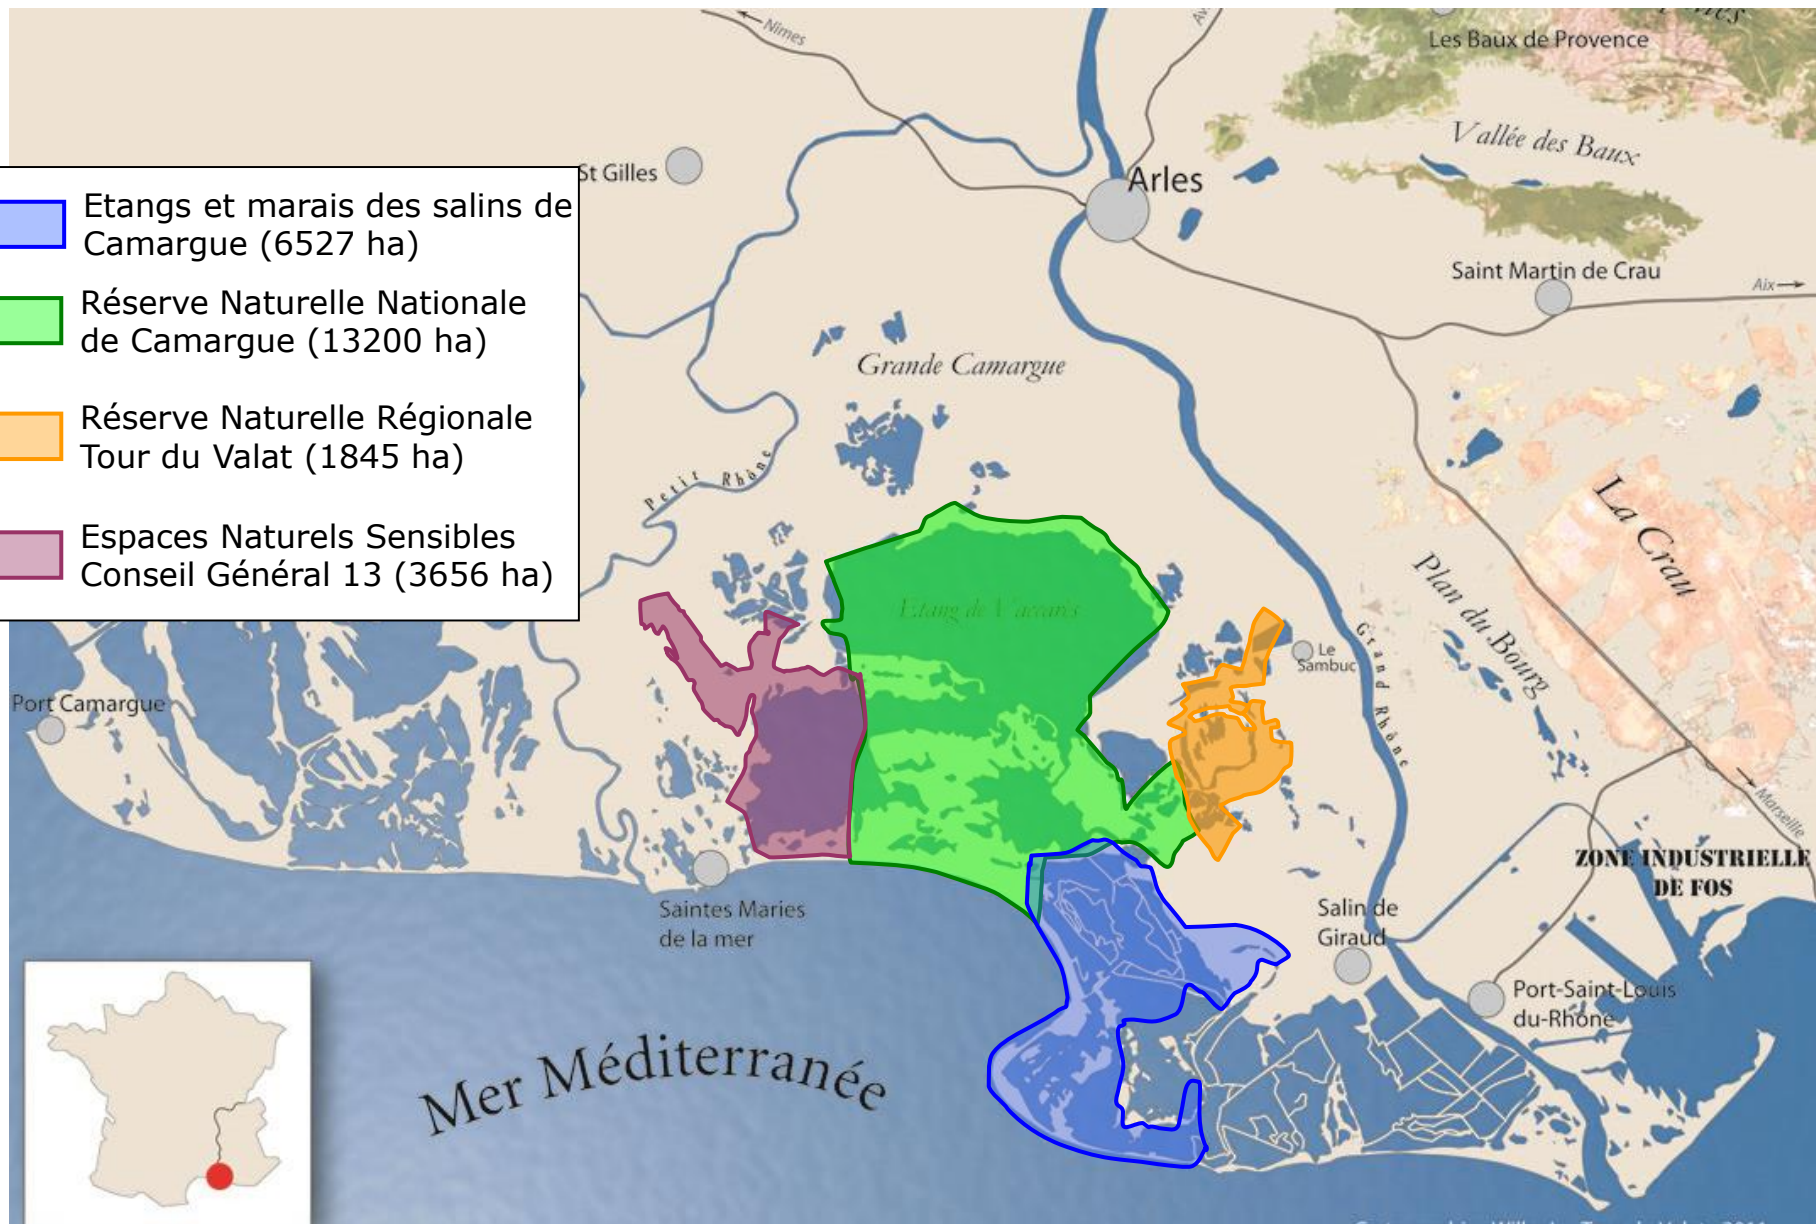 Nîmes
Les Baux de Provence
Vallée des Baux
St Gilles
Arles
Etangs et marais des salins de
Camargue (6527 ha)
Saint Martin de Crau
Aix
Réserve Naturelle Nationale
de Camargue (13200 ha)
Grande Camargue
Réserve Naturelle Régionale
Tour du Valat (1845 ha)
Petit Rhône
La Crau
Espaces Naturels Sensibles
Conseil Général 13 (3656 ha)
Etang de Vaccarès
Plan du Bourg
Grand Rhône
Le
Sambuc
Port Camargue
Marseille
ZONE INDUSTRIELLE
DE FOS
Saintes Maries
de la mer
Salin de
Giraud
Port-Saint-Louis
du-Rhône
Mer Méditerranée